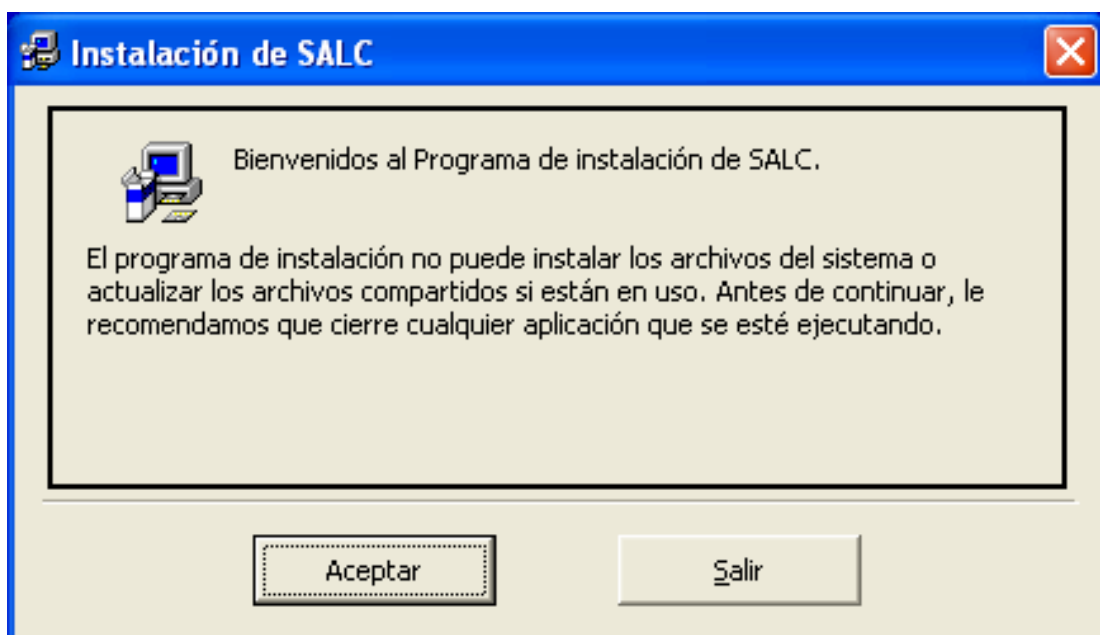 Instalación de SALC
Bienvenidos al Programa de instalación de SALC.
El programa de instalación no puede instalar los archivos del sistema o
actualizar los archivos compartidos si están en uso. Antes de continuar, le
recomendamos que cierre cualquier aplicación que se esté ejecutando.
Aceptar
Salir